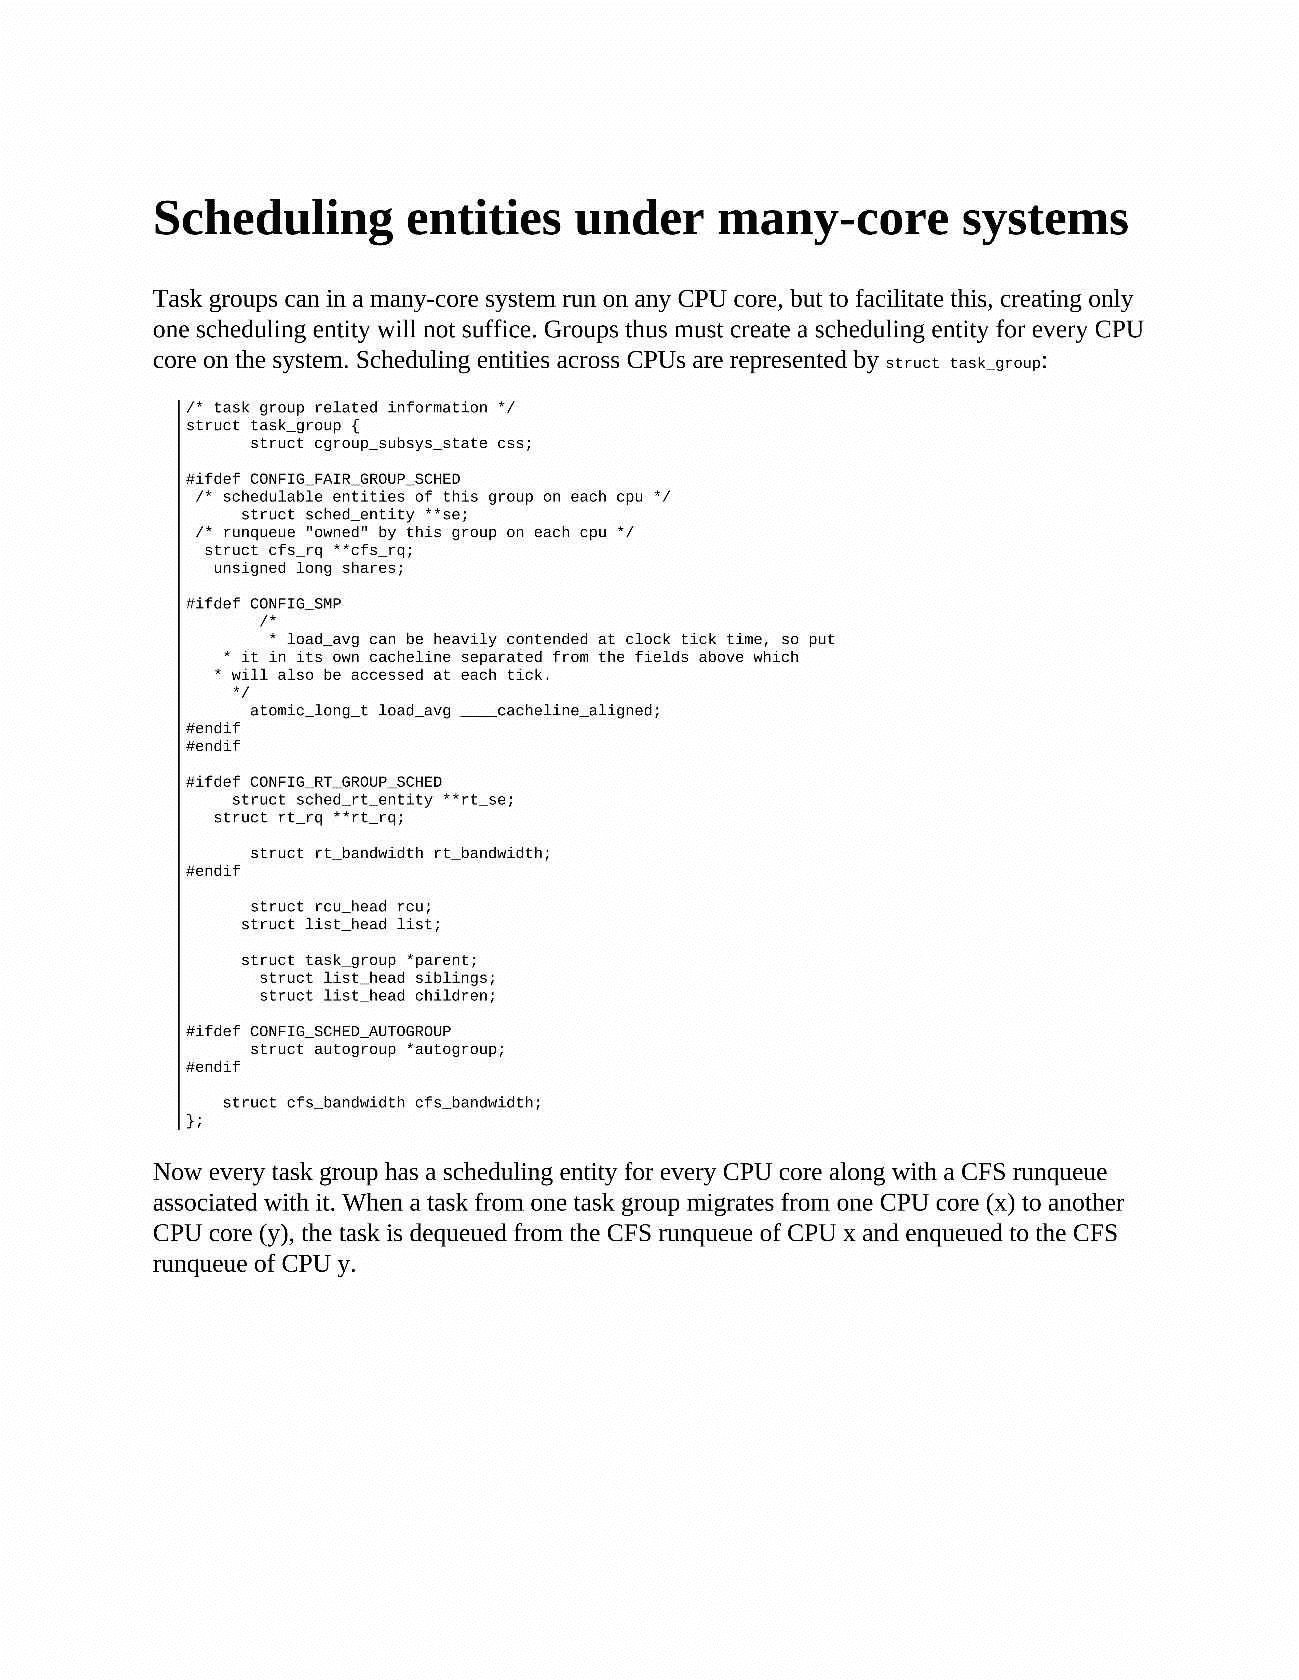 Scheduling entities under many-core systems
Task groups can in a many-core system run on any CPU core, but to facilitate this, creating only
one scheduling entity will not suffice. Groups thus must create a scheduling entity for every CPU
core on the system. Scheduling entities across CPUs are represented by struct task_group:
/* task group related information */
struct task_group {
       struct cgroup_subsys_state css;
#ifdef CONFIG_FAIR_GROUP_SCHED
 /* schedulable entities of this group on each cpu */
      struct sched_entity **se;
 /* runqueue "owned" by this group on each cpu */
  struct cfs_rq **cfs_rq;
   unsigned long shares;
#ifdef CONFIG_SMP
        /*
         * load_avg can be heavily contended at clock tick time, so put
    * it in its own cacheline separated from the fields above which
   * will also be accessed at each tick.
     */
       atomic_long_t load_avg ____cacheline_aligned;
#endif
#endif
#ifdef CONFIG_RT_GROUP_SCHED
     struct sched_rt_entity **rt_se;
   struct rt_rq **rt_rq;
       struct rt_bandwidth rt_bandwidth;
#endif
       struct rcu_head rcu;
      struct list_head list;
      struct task_group *parent;
        struct list_head siblings;
        struct list_head children;
#ifdef CONFIG_SCHED_AUTOGROUP
       struct autogroup *autogroup;
#endif
    struct cfs_bandwidth cfs_bandwidth;
};
Now every task group has a scheduling entity for every CPU core along with a CFS runqueue
associated with it. When a task from one task group migrates from one CPU core (x) to another
CPU core (y), the task is dequeued from the CFS runqueue of CPU x and enqueued to the CFS
runqueue of CPU y.